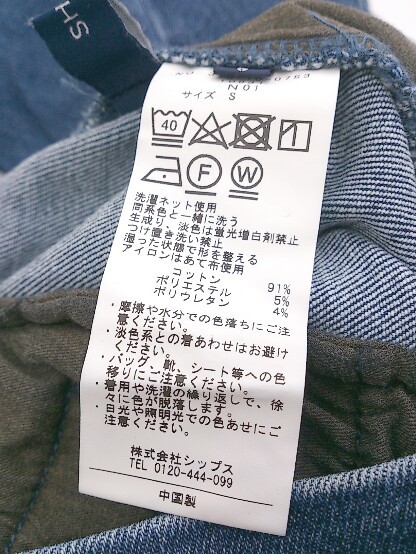 SH
N01
サイズ S
40
F W
洗濯ネット使用
同系色と一緒に洗う
生成り、淡色は蛍光増白剤禁止
つけ置き洗い禁止
湿った状態で形を整える
アイロンはあて布使用
コットン 91%
ポリエステル 5%
ポリウレタン 4%
・摩擦や水分での色落ちにご注
意ください。
・淡色系との着あわせはお避け
ください。
・バッグ、靴、シート等への色
移りにご注意ください。
・着用や洗濯の繰り返しで、徐
々に色が脱落します。
・日光や照明光での色あせにご
注意ください。
株式会社シップス
TEL 0120-444-099
中国製